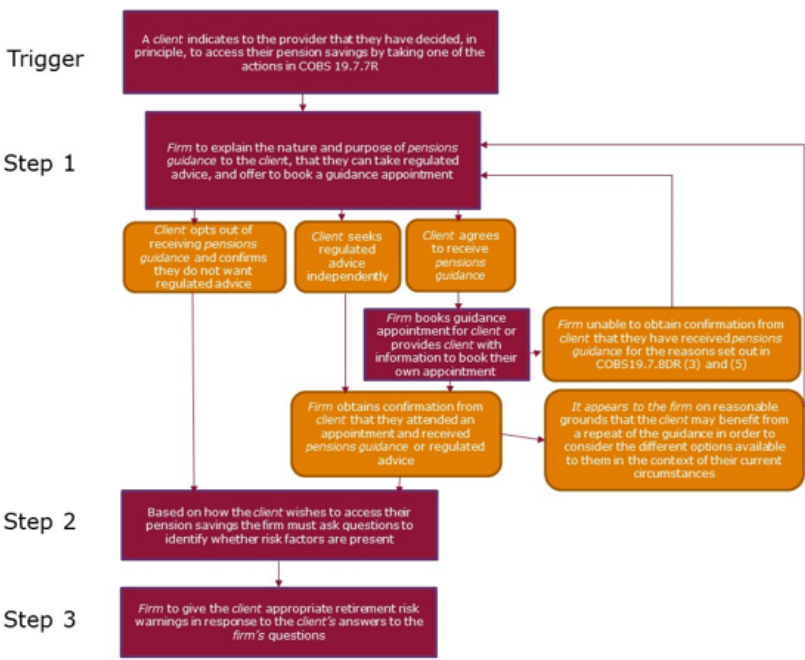 Trigger
A client indicates to the provider that they have decided, in
principle, to access their pension savings by taking one of the
actions in COBS 19.7.7R
Step 1
Firm to explain the nature and purpose of pensions
guidance to the client, that they can take regulated
advice, and offer to book a guidance appointment
Client opts out of
receiving pensions
guidance and confirms
they do not want
regulated advice
Client seeks
regulated
advice
independently
Client agrees
to receive
pensions
guidance
Firm books guidance
appointment for client or
provides client with
information to book their
own appointment
Firm unable to obtain confirmation from
client that they have received pensions
guidance for the reasons set out in
COBS19.7.8DR (3) and (5)
Firm obtains confirmation from
client that they attended an
appointment and received
pensions guidance or regulated
advice
It appears to the firm on reasonable
grounds that the client may benefit from
a repeat of the guidance in order to
consider the different options available
to them in the context of their current
circumstances
Step 2
Based on how the client wishes to access their
pension savings the firm must ask questions to
identify whether risk factors are present
Step 3
Firm to give the client appropriate retirement risk
warnings in response to the client's answers to the
firm's questions